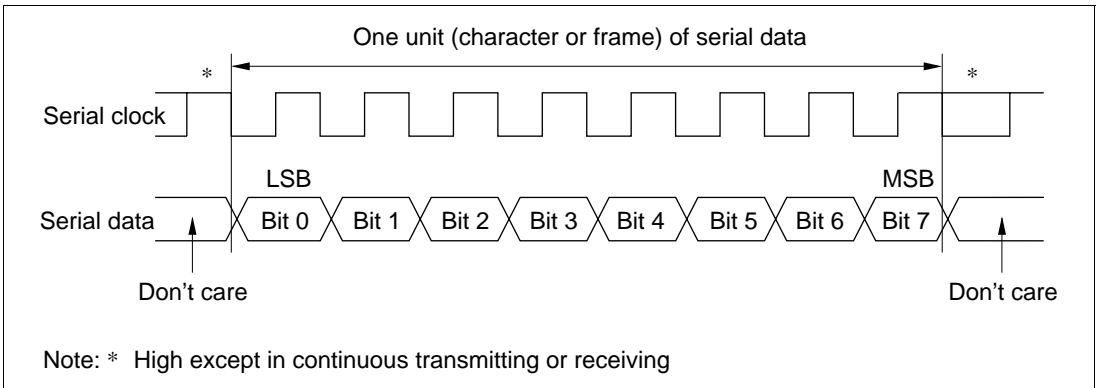 One unit (character or frame) of serial data
* *
Serial clock
LSB MSB
Serial data Bit 0 Bit 1 Bit 2 Bit 3 Bit 4 Bit 5 Bit 6 Bit 7
Don’t care Don’t care
Note: * High except in continuous transmitting or receiving